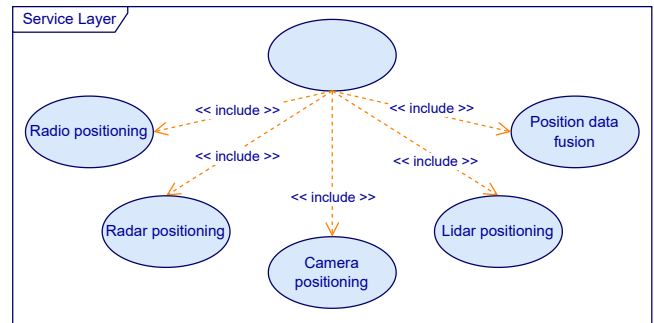 Service Layer
<< include >>
<< include >>
Radio positioning
Position data
fusion
<< include >>
<< include >>
<< include >>
Radar positioning
Lidar positioning
Camera
positioning